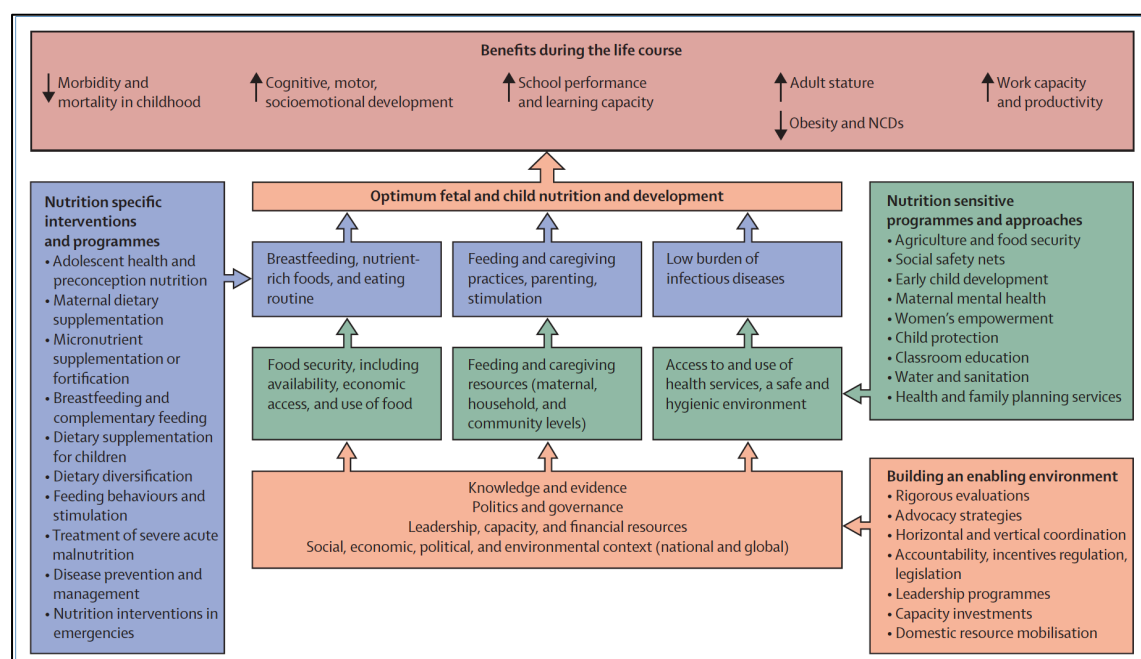 Benefits during the life course
Morbidity and
mortality in childhood
Cognitive, motor,
socioemotional development
School performance
and learning capacity
Adult stature
Obesity and NCDs
Work capacity
and productivity
Nutrition specific
interventions
and programmes
• Adolescent health and
preconception nutrition
• Maternal dietary
supplementation
• Micronutrient
supplementation or
fortification
• Breastfeeding and
complementary feeding
• Dietary supplementation
for children
• Dietary diversification
• Feeding behaviours and
stimulation
• Treatment of severe acute
malnutrition
• Disease prevention and
management
• Nutrition interventions in
emergencies
Optimum fetal and child nutrition and development
Breastfeeding, nutrient-
rich foods, and eating
routine
Feeding and caregiving
practices, parenting,
stimulation
Low burden of
infectious diseases
Food security, including
availability, economic
access, and use of food
Feeding and caregiving
resources (maternal,
household, and
community levels)
Access to and use of
health services, a safe and
hygienic environment
Knowledge and evidence
Politics and governance
Leadership, capacity, and financial resources
Social, economic, political, and environmental context (national and global)
Nutrition sensitive
programmes and approaches
• Agriculture and food security
• Social safety nets
• Early child development
• Maternal mental health
• Women's empowerment
• Child protection
• Classroom education
• Water and sanitation
• Health and family planning services
Building an enabling environment
• Rigorous evaluations
• Advocacy strategies
• Horizontal and vertical coordination
• Accountability, incentives regulation,
legislation
• Leadership programmes
• Capacity investments
• Domestic resource mobilisation